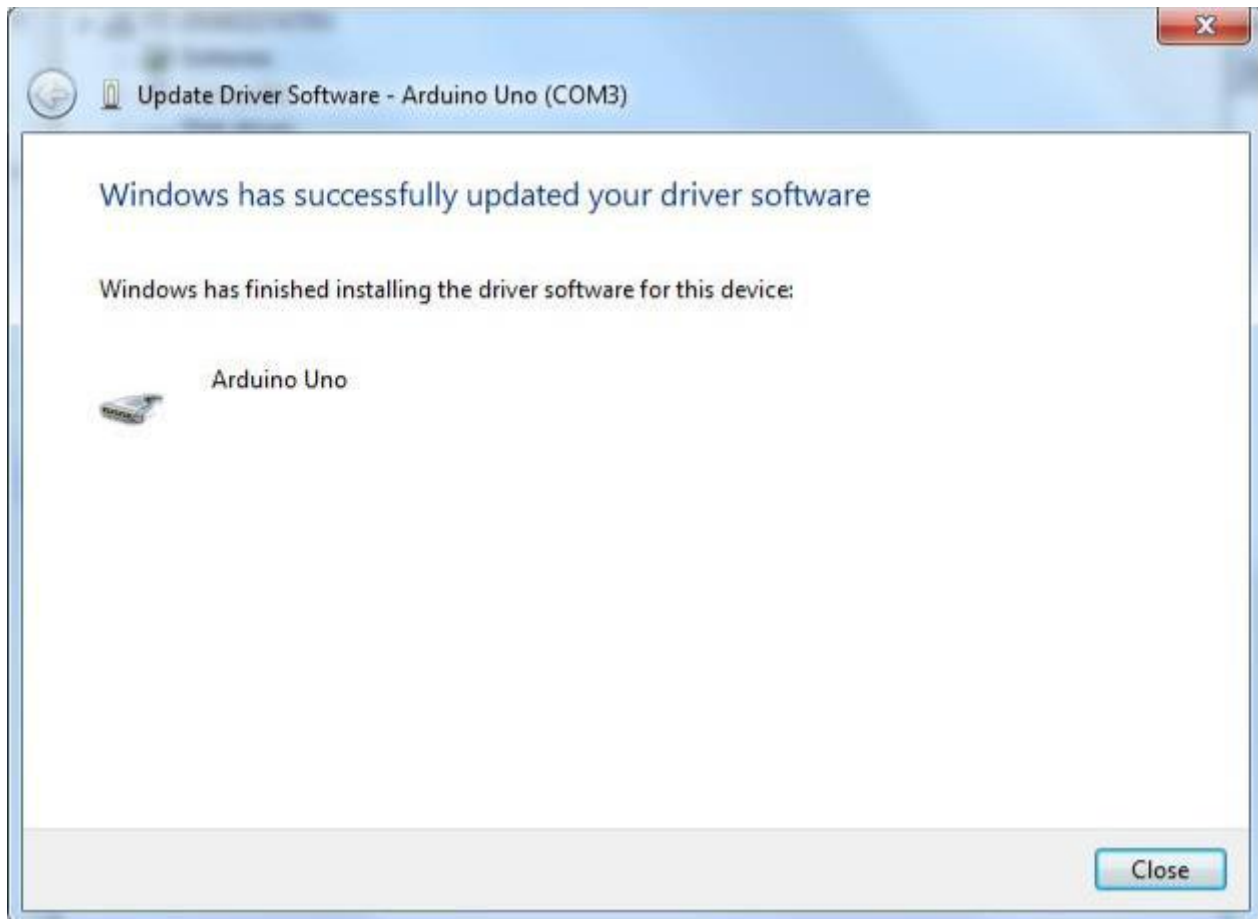 Update Driver Software - Arduino Uno (COM3)
Windows has successfully updated your driver software
Windows has finished installing the driver software for this device:
Arduino Uno
Close